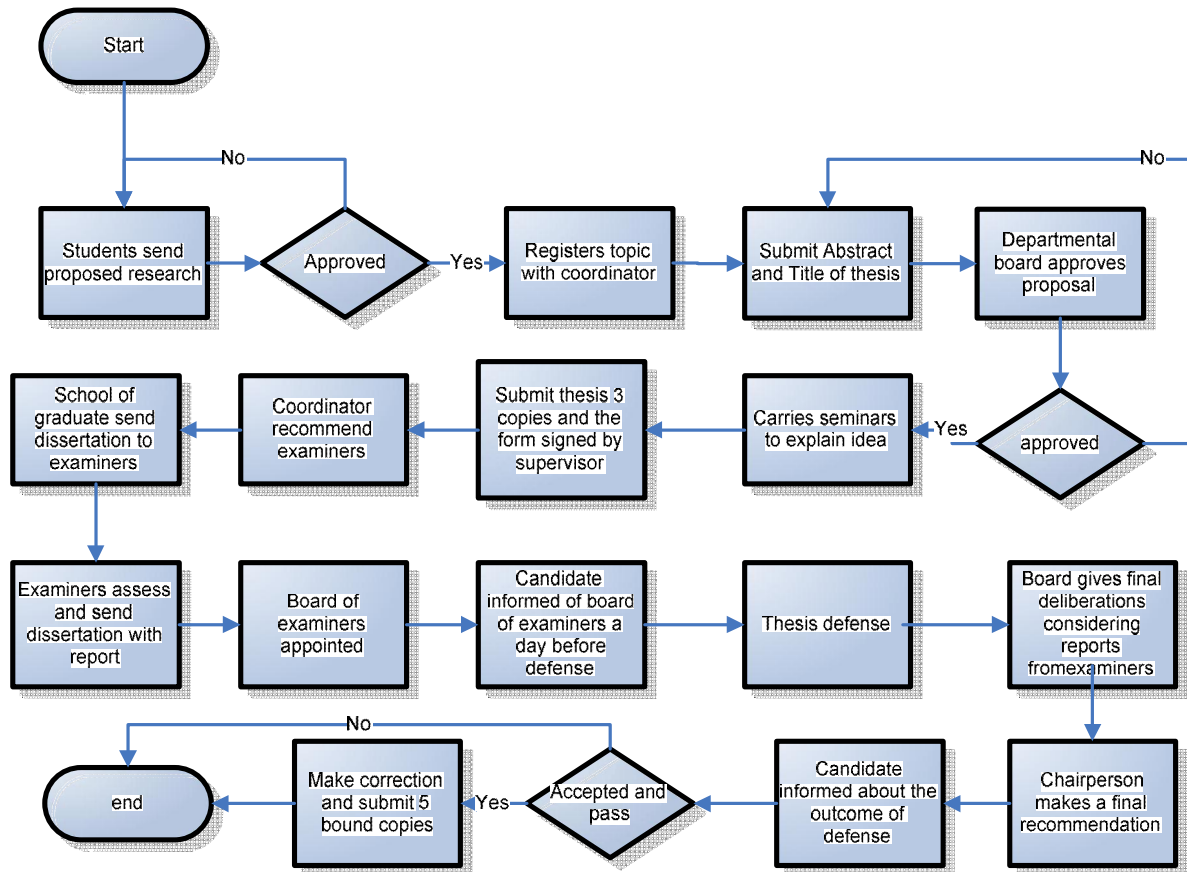 Start
No
No
Students send
proposed research
Approved
Yes
Registers topic
with coordinator
Submit Abstract
and Title of thesis
Departmental
board approves
proposal
School of
graduate send
dissertation to
examiners
Coordinator
recommend
examiners
Submit thesis 3
copies and the
form signed by
supervisor
Carries seminars
to explain idea
Yes
approved
Examiners assess
and send
dissertation with
report
Board of
examiners
appointed
Candidate
informed of board
of examiners a
day before
defense
Thesis defense
Board gives final
deliberations
considering
reports
fromexaminers
No
end
Make correction
and submit 5
bound copies
Yes
Accepted and
pass
Candidate
informed about the
outcome of
defense
Chairperson
makes a final
recommendation